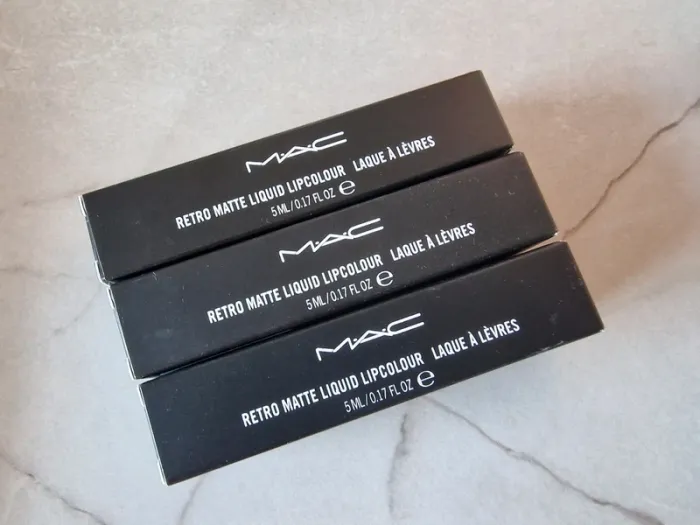 M·A·C
RETRO MATTE LIQUID LIPCOLOUR LAQUE À LÈVRES
5 ML/0.17 FL OZ ℮
M·A·C
RETRO MATTE LIQUID LIPCOLOUR LAQUE À LÈVRES
5 ML/0.17 FL OZ ℮
M·A·C
RETRO MATTE LIQUID LIPCOLOUR LAQUE À LÈVRES
5 ML/0.17 FL OZ ℮